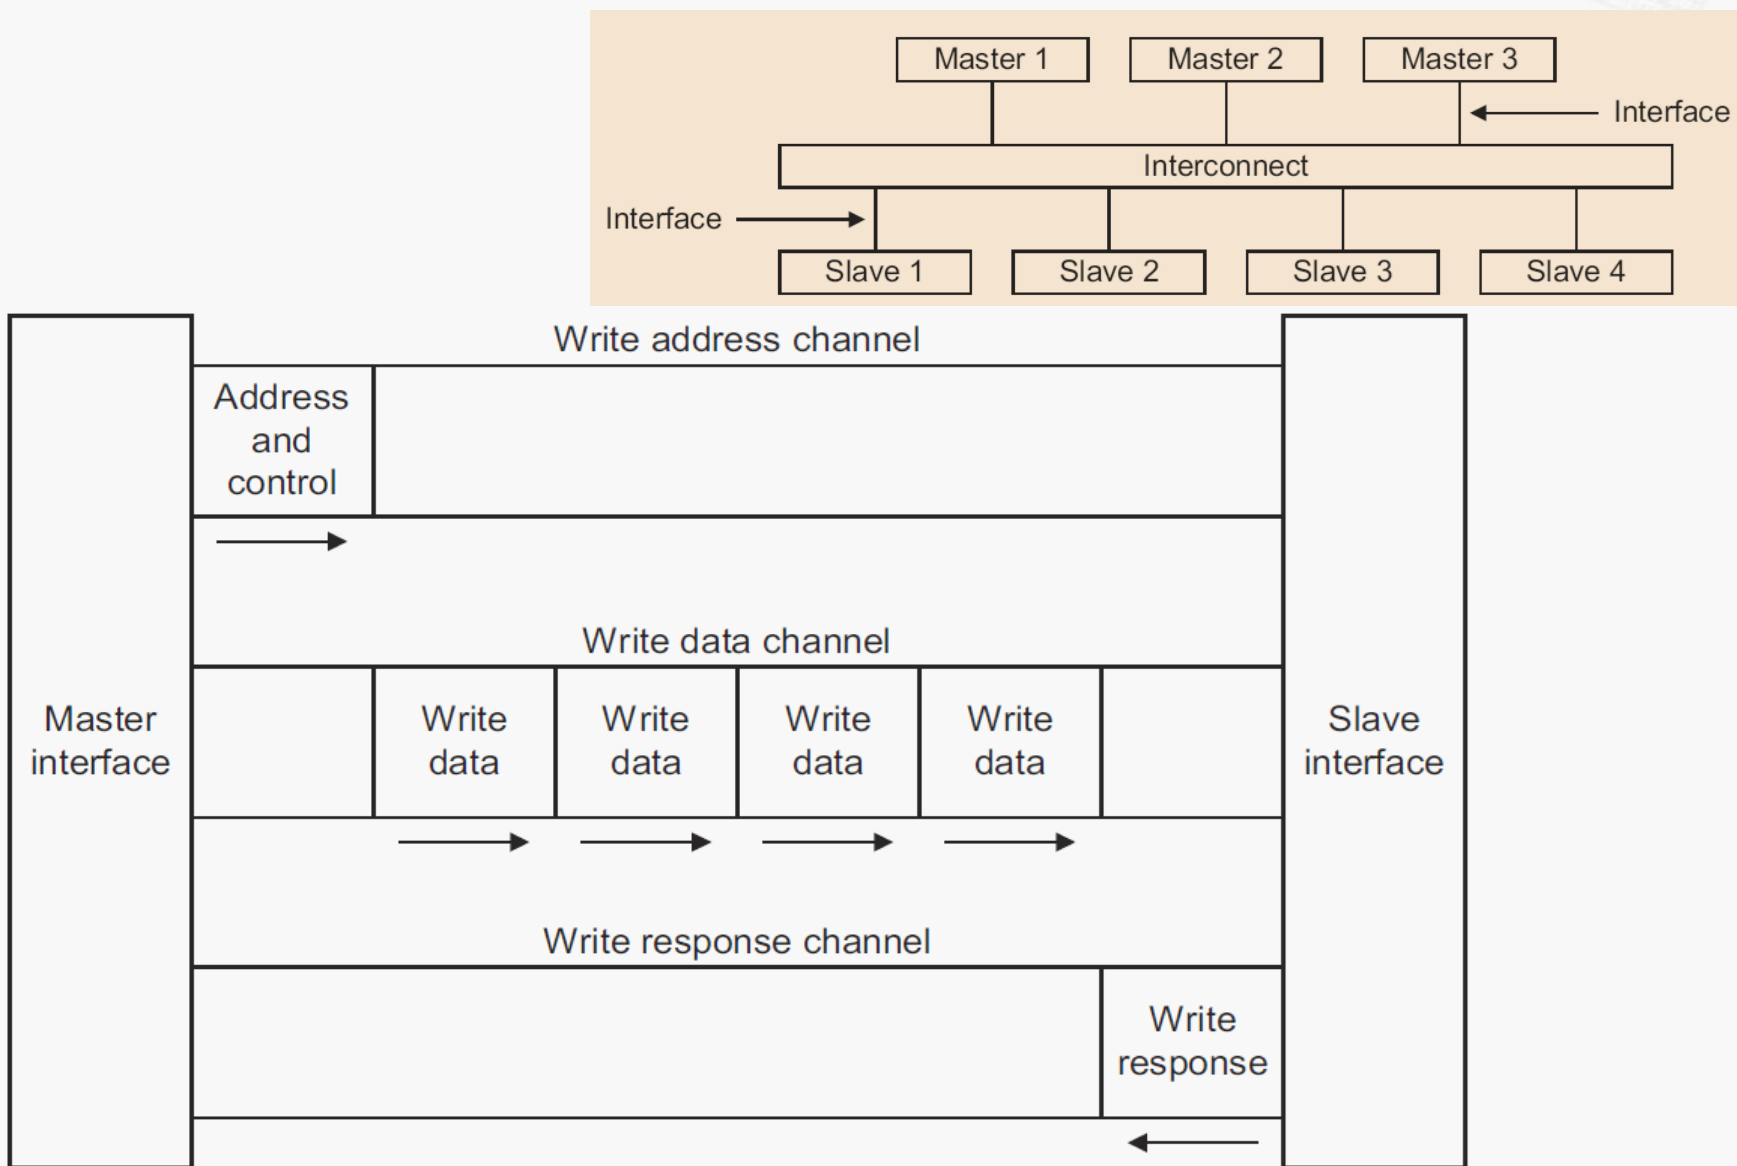 Master 1
Master 2
Master 3
Interface
Interconnect
Interface
Slave 1
Slave 2
Slave 3
Slave 4
Write address channel
Address
and
control
Write data channel
Master
interface
Write
data
Write
data
Write
data
Write
data
Slave
interface
Write response channel
Write
response